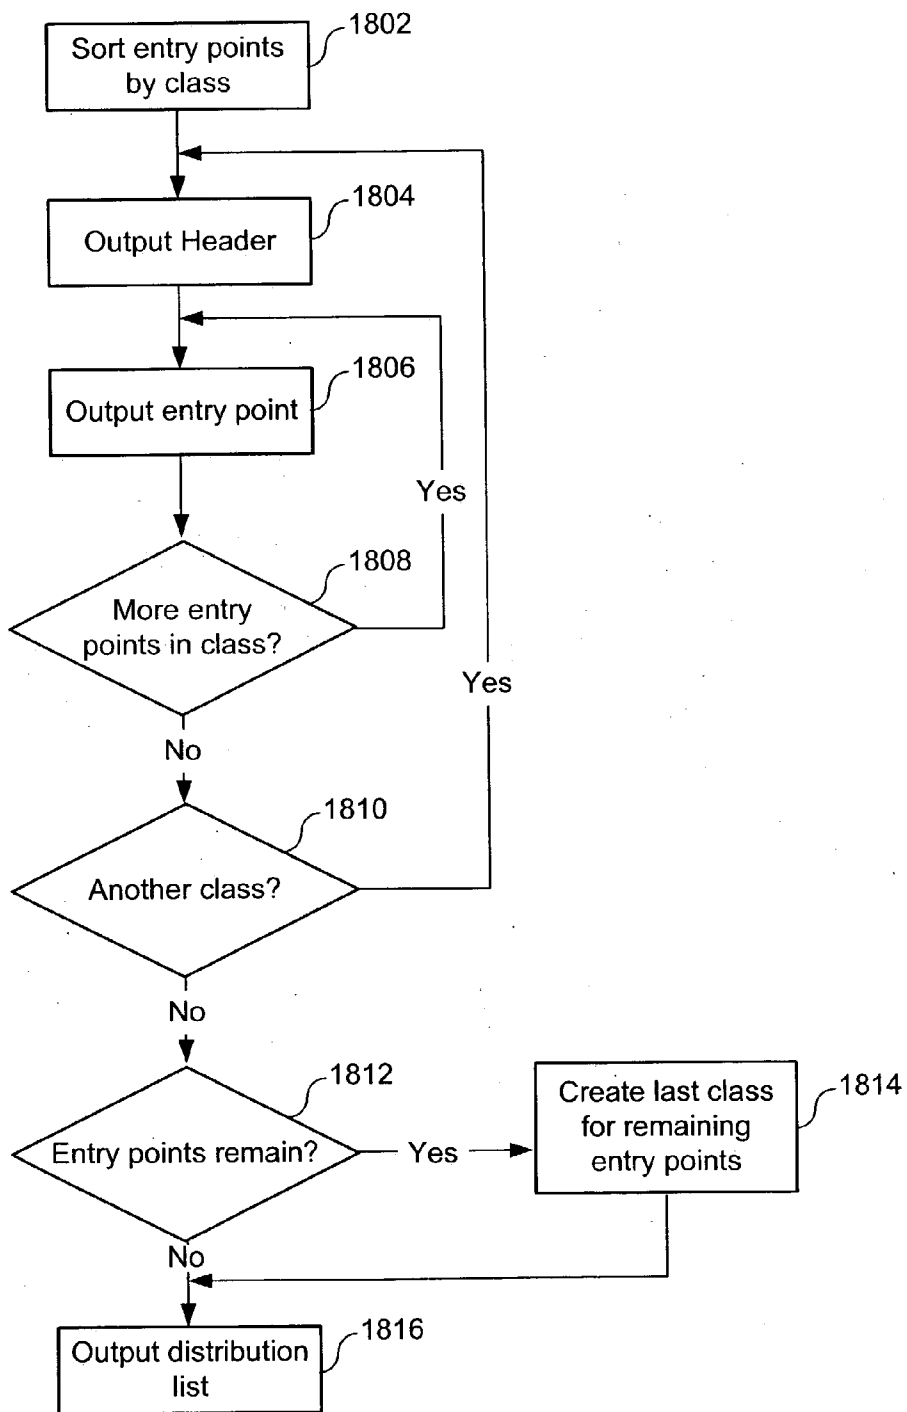 1802
Sort entry points
by class
1804
Output Header
1806
Output entry point
Yes
1808
More entry
points in class?
Yes
No
1810
Another class?
No
1812
Entry points remain?
Yes
Create last class
for remaining
entry points
1814
No
1816
Output distribution
list